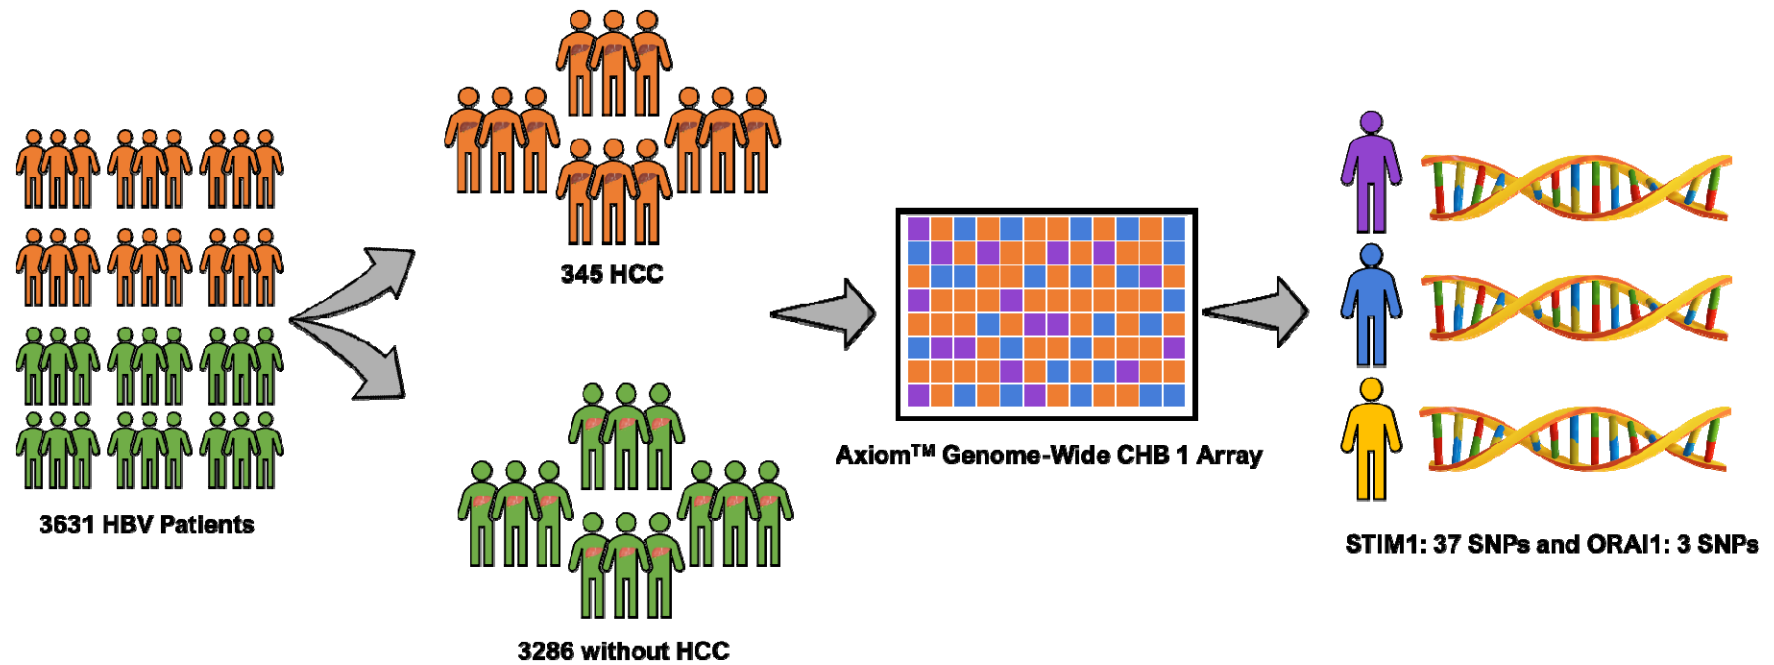 3631 HBV Patients
345 HCC
3286 without HCC
Axiom™ Genome-Wide CHB 1 Array
STIM1: 37 SNPs and ORAI1: 3 SNPs